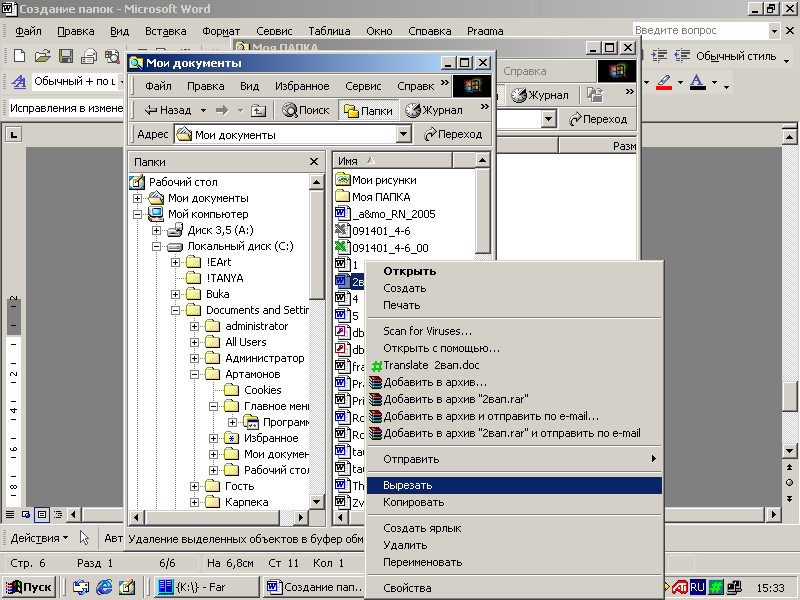 Создание папок - Microsoft Word
Файл Правка Вид Вставка Формат Сервис Таблица Окно Справка Pragma
Введите вопрос
Обычный стиль
Обычный + по ц
Исправления в измене
Моя ПАПКА
Справка
Журнал
Переход
Разм
Мои документы
Файл Правка Вид Избранное Сервис Справк »
Назад Поиск Папки Журнал »
Адрес Мои документы Переход
Папки
Рабочий стол
Мои документы
Мой компьютер
Диск 3,5 (A:)
Локальный диск (C:)
!EArt
!TANYA
Buka
Documents and Settin
administrator
All Users
Администратор
Артамонов
Cookies
Главное мен
Програм
Избранное
Мои докумен
Рабочий стол
Гость
Карпека
Имя
Мои рисунки
Моя ПАПКА
_a&mo_RN_2005
091401_4-6
091401_4-6_00
1
2в
4
5
db
db
fra
Pr
Pri
Ro
Ro
ta
ta
Th
Zv
Открыть
Создать
Печать
Scan for Viruses...
Открыть с помощью...
Translate 2вап.doc
Добавить в архив...
Добавить в архив "2вап.rar"
Добавить в архив и отправить по e-mail...
Добавить в архив "2вап.rar" и отправить по e-mail
Отправить
Вырезать
Копировать
Создать ярлык
Удалить
Переименовать
Свойства
Удаление выделенных объектов в буфер обм
Действия Авт
Стр. 6 Разд 1 6/6 На 6,8см Ст 11 Кол 1
Пуск {K:\} - Far Создание пап... RU 15:33